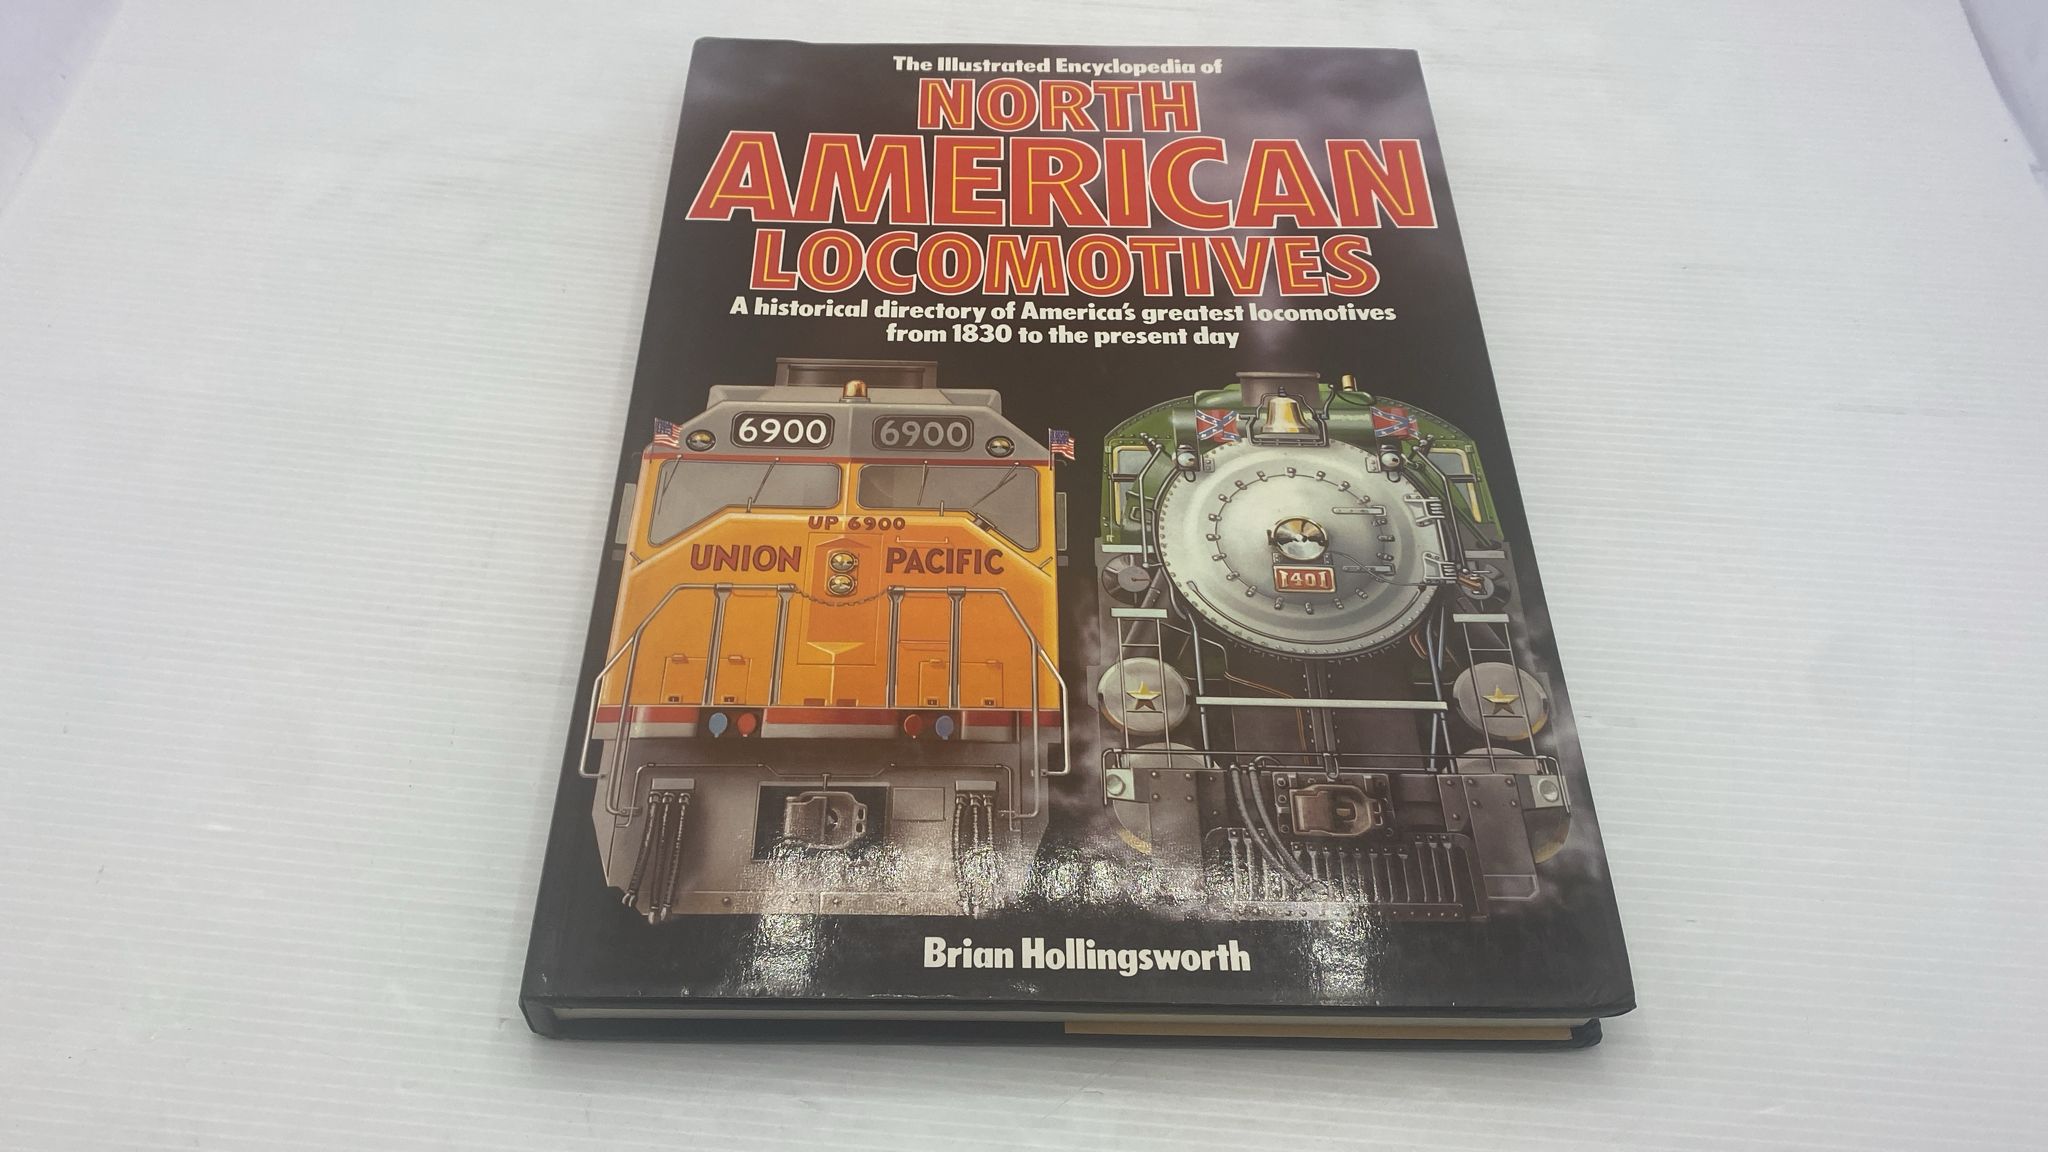 The Illustrated Encyclopedia of
NORTH
AMERICAN
LOCOMOTIVES
A historical directory of America's greatest locomotives
from 1830 to the present day
6900 6900
UP 6900
UNION PACIFIC
1401
Brian Hollingsworth